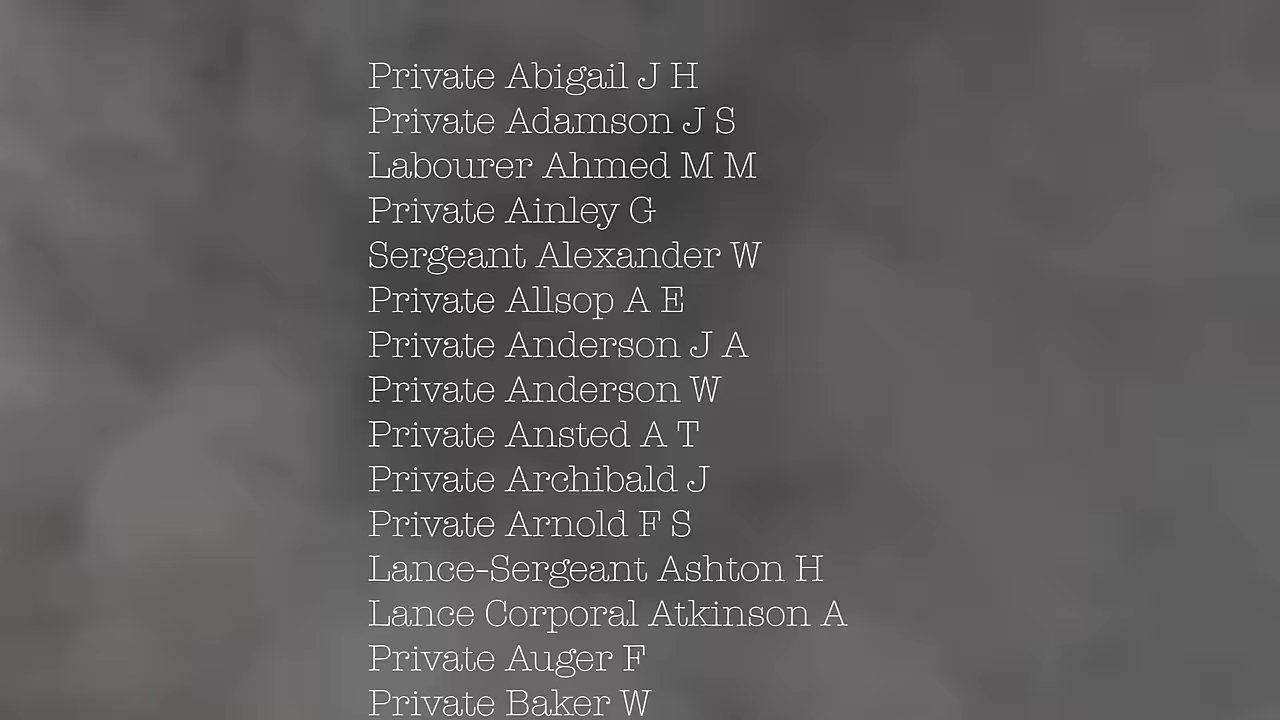 Private Abigail J H
Private Adamson J S
Labourer Ahmed M M
Private Ainley G
Sergeant Alexander W
Private Allsop A E
Private Anderson J A
Private Anderson W
Private Ansted A T
Private Archibald J
Private Arnold F S
Lance-Sergeant Ashton H
Lance Corporal Atkinson A
Private Auger F
Private Baker W